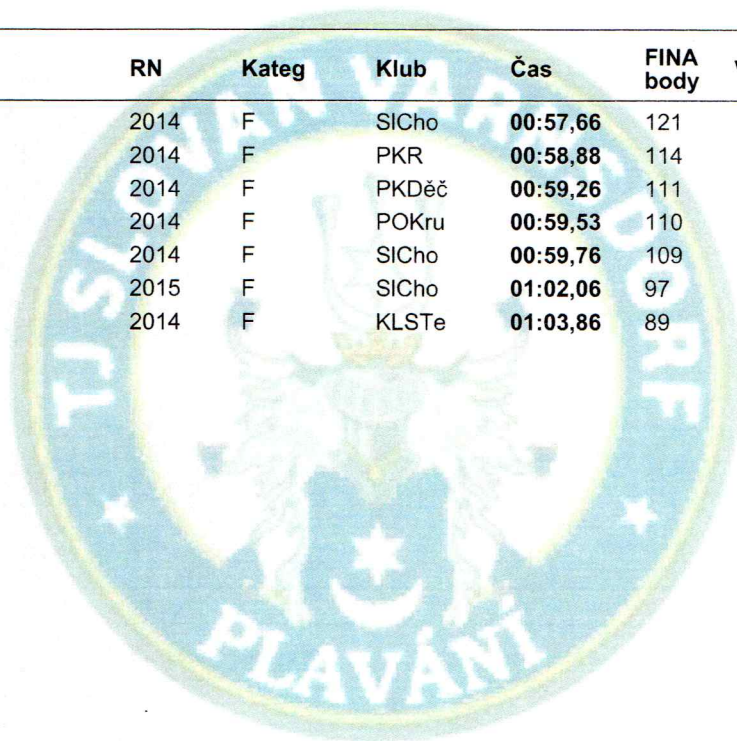 RN Kateg Klub Čas FINA body
2014 F SlCho 00:57,66 121
2014 F PKR 00:58,88 114
2014 F PKDěč 00:59,26 111
2014 F POKru 00:59,53 110
2014 F SlCho 00:59,76 109
2015 F SlCho 01:02,06 97
2014 F KLSTe 01:03,86 89
TJ SLOVAN VARNSDORF
PLAVÁNÍ